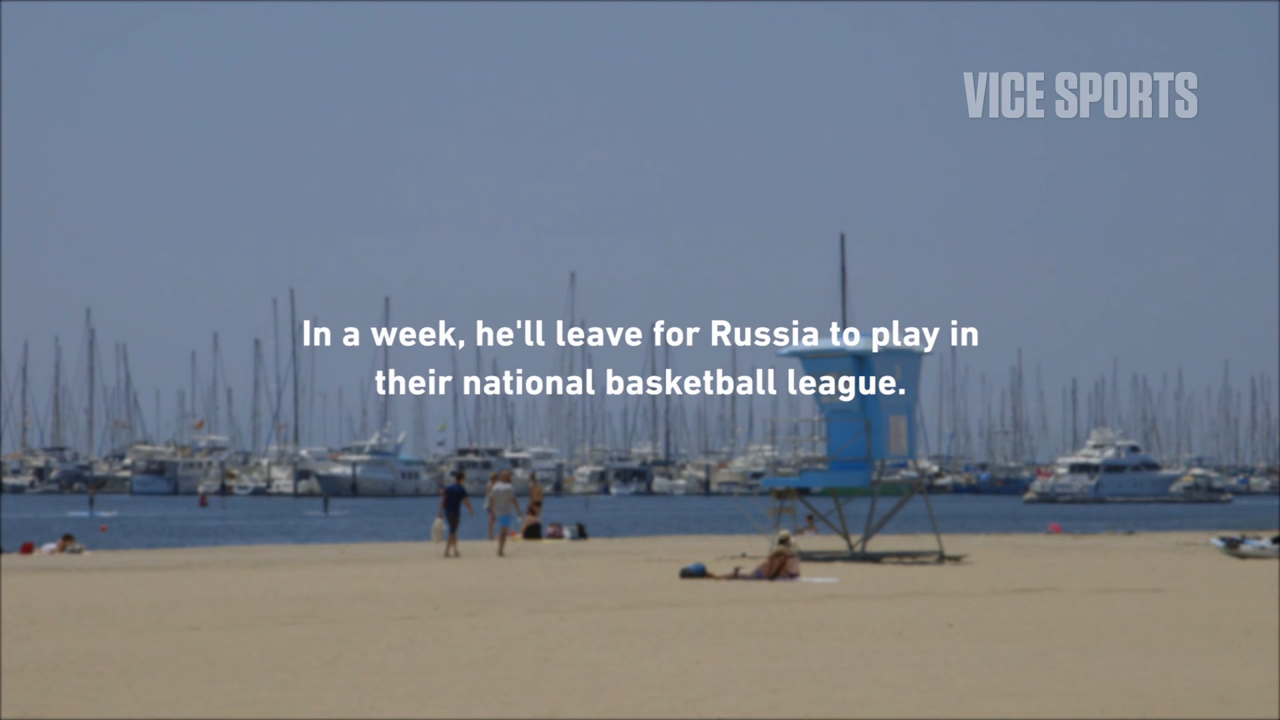 VICE SPORTS
In a week, he'll leave for Russia to play in
their national basketball league.